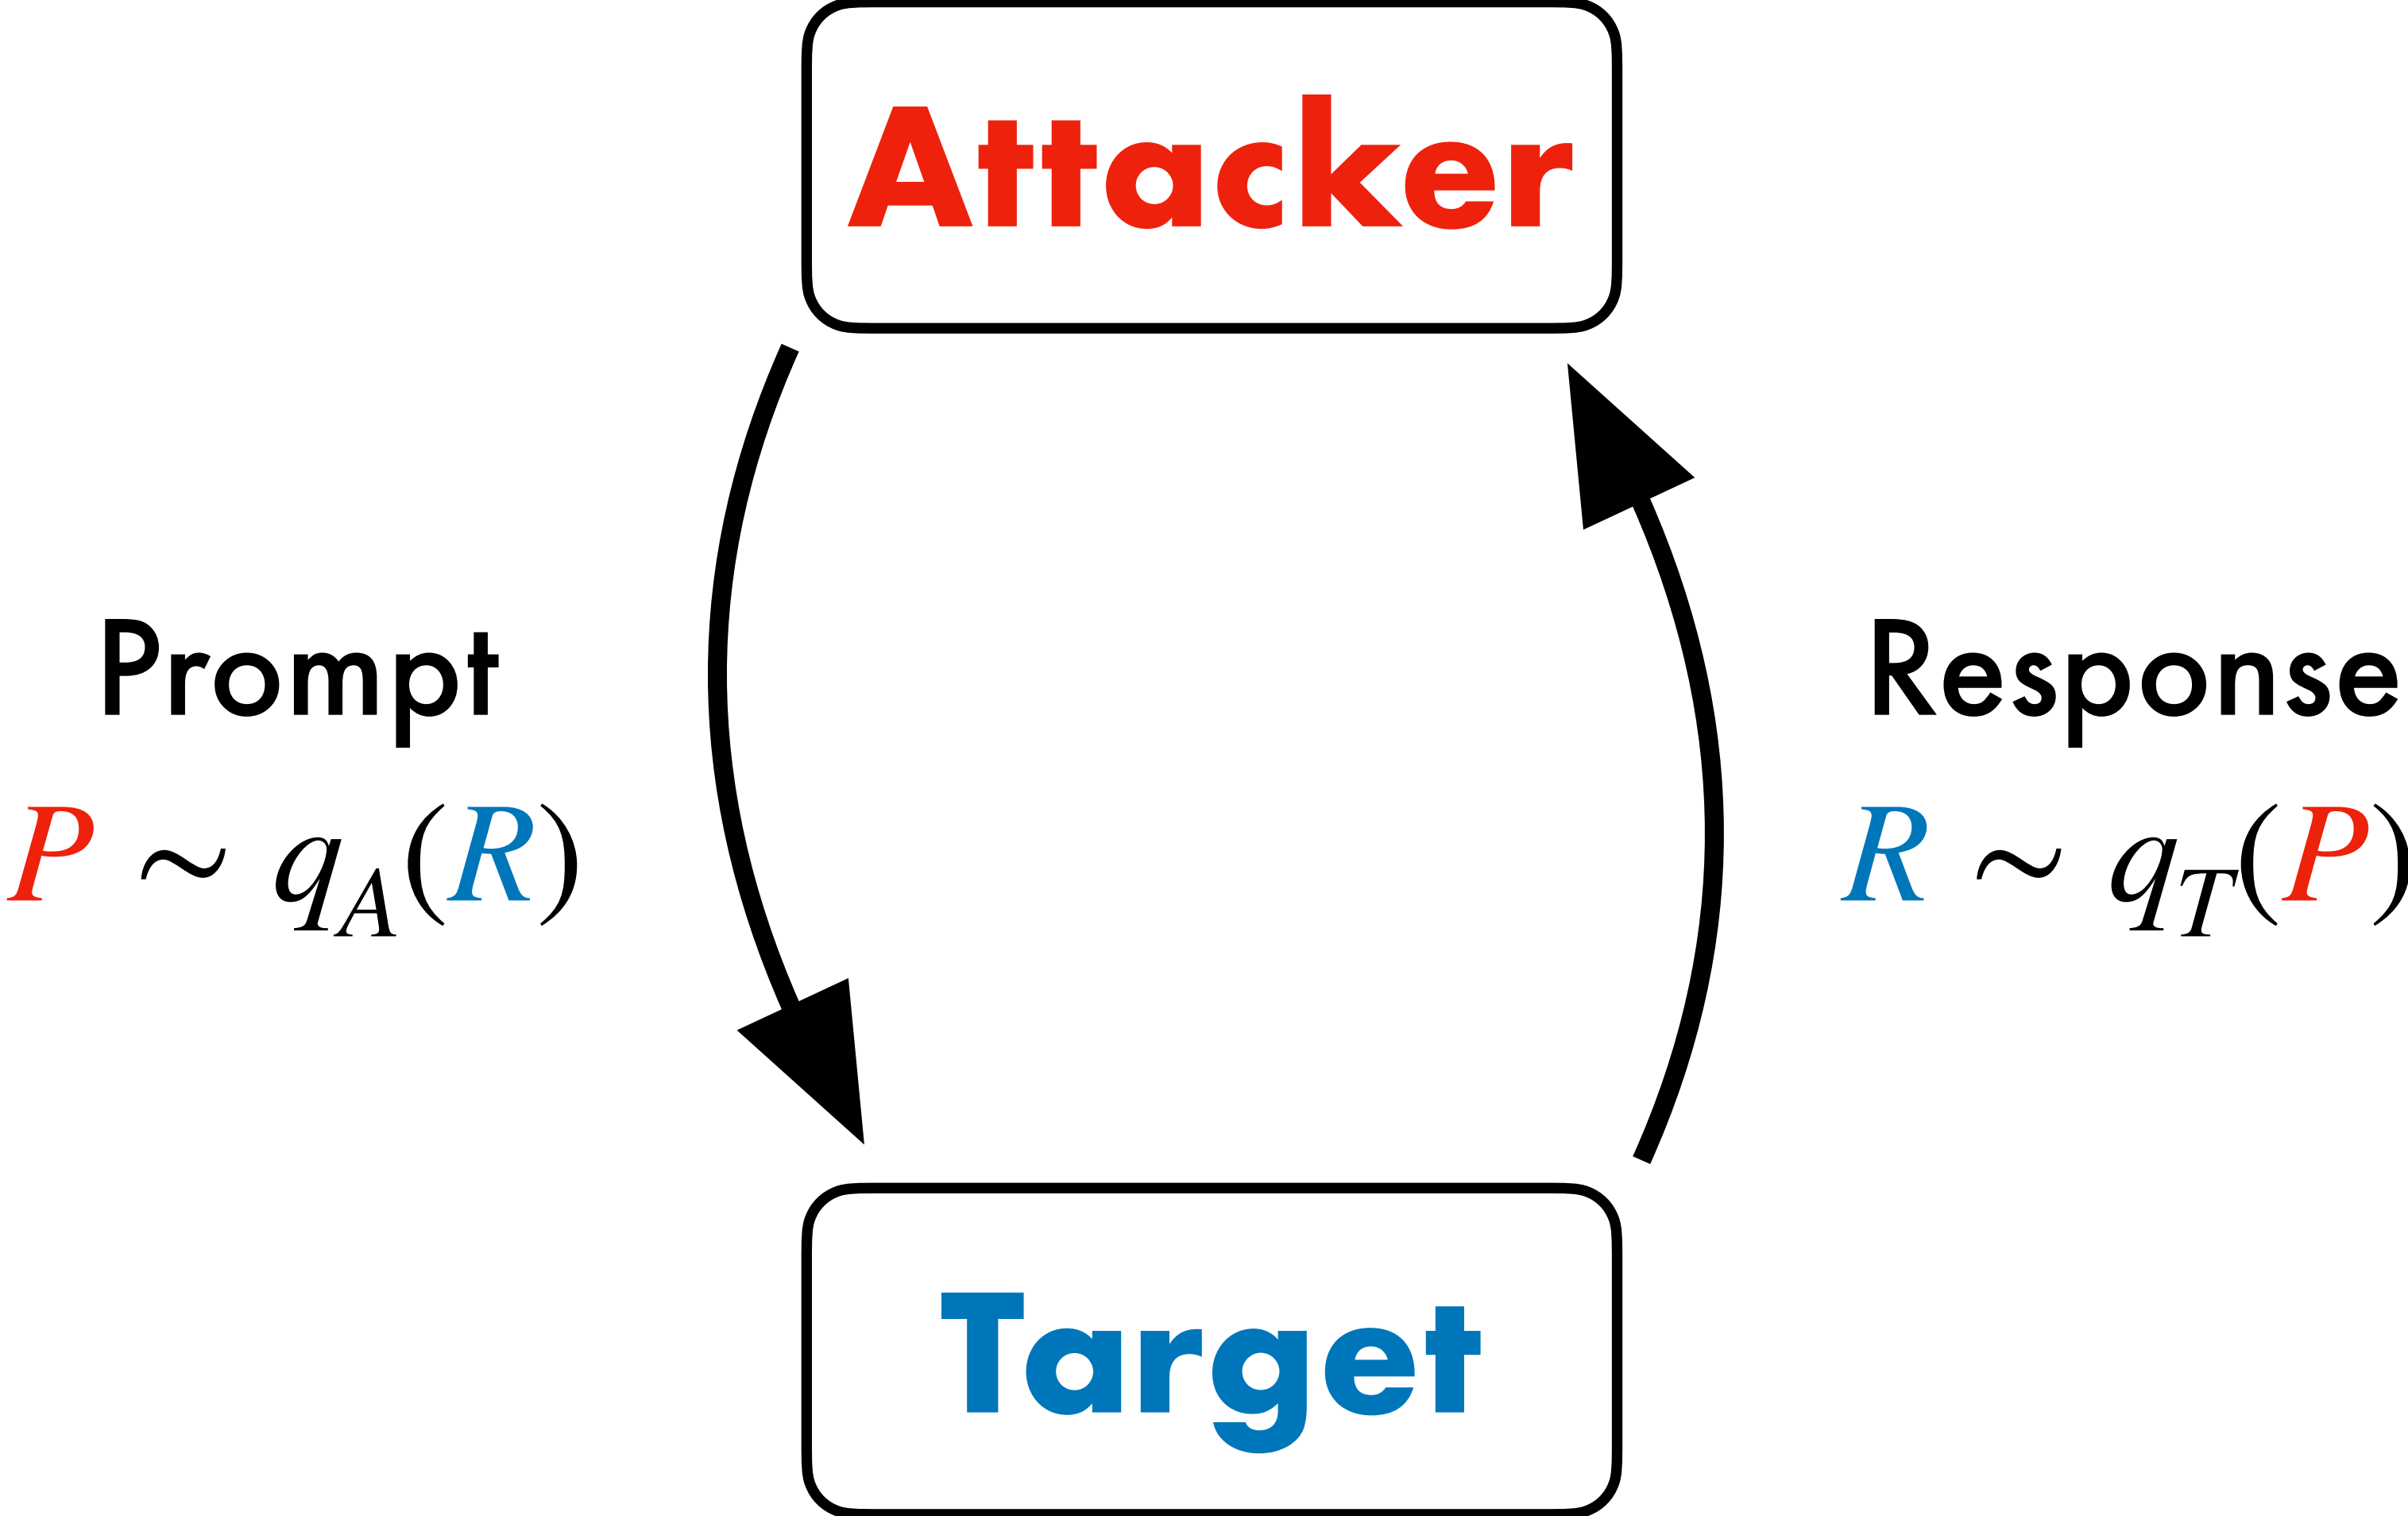 Attacker
Prompt
P ~ q_A(R)
Response
R ~ q_T(P)
Target